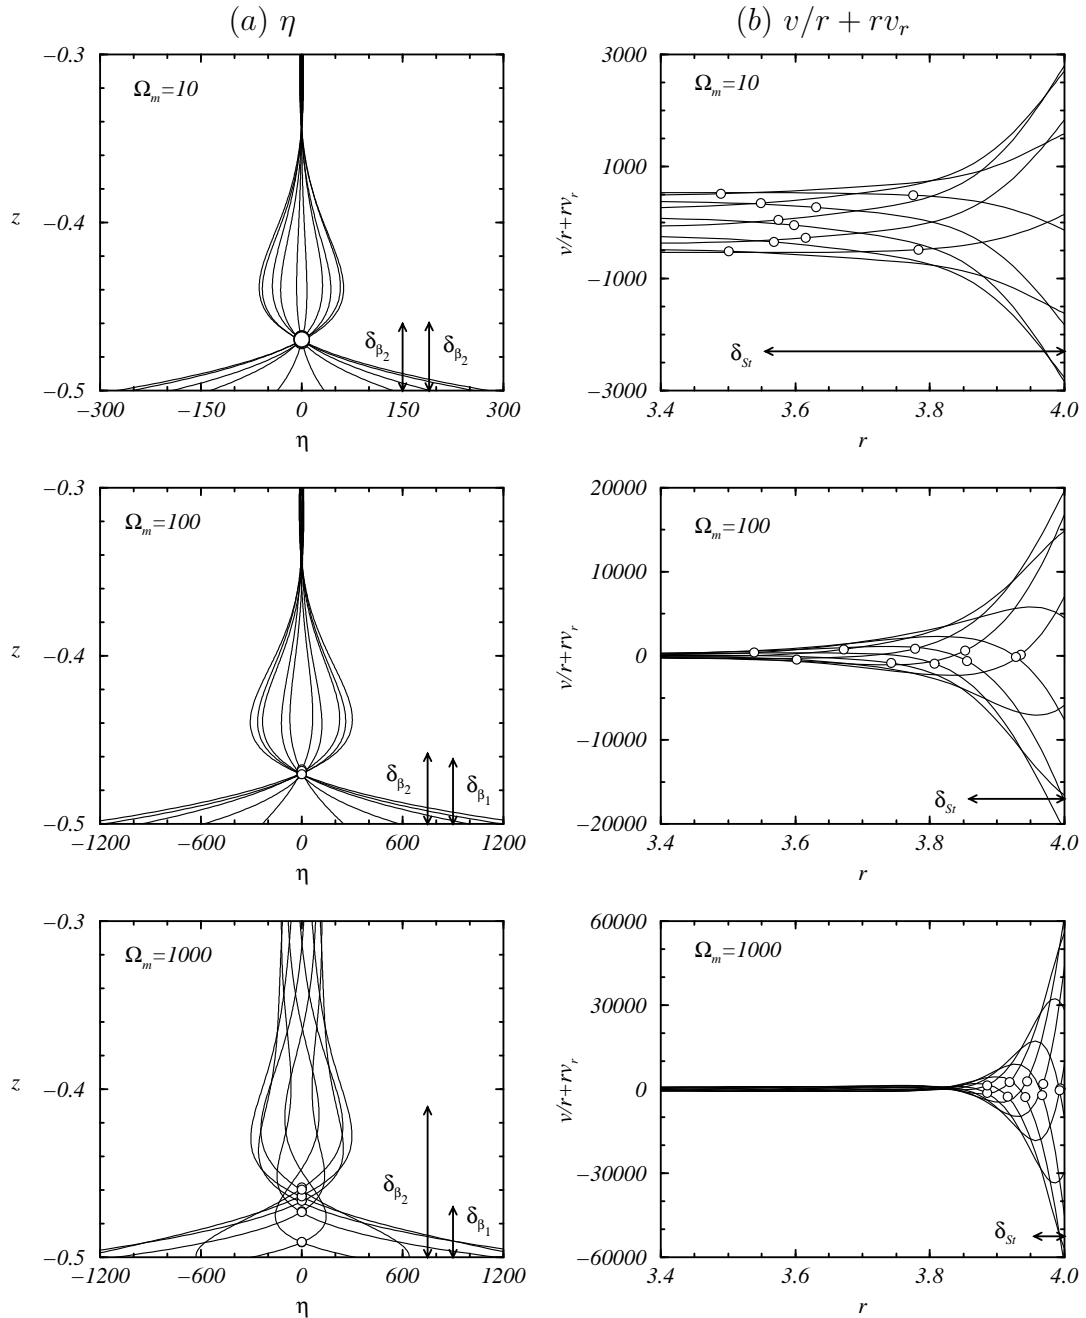 (a) η
(b) v/r + rv_r
−0.3
Ω_m=10
z
−0.4
δ_β₂ δ_β₂
−0.5
−300 −150 0 150 300
η
3000
Ω_m=10
1000
v/r+rv_r
−1000
δ_St
−3000
3.4 3.6 3.8 4.0
r
−0.3
Ω_m=100
z
−0.4
δ_β₂ δ_β₁
−0.5
−1200 −600 0 600 1200
η
20000
Ω_m=100
10000
v/r+rv_r
0
−10000
δ_St
−20000
3.4 3.6 3.8 4.0
r
−0.3
Ω_m=1000
z
−0.4
δ_β₂ δ_β₁
−0.5
−1200 −600 0 600 1200
η
60000
Ω_m=1000
30000
v/r+rv_r
0
−30000
δ_St
−60000
3.4 3.6 3.8 4.0
r